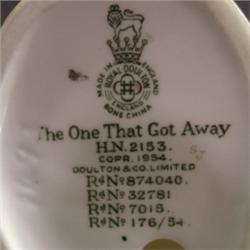 MADE IN ENGLAND
ROYAL DOULTON
ENGLAND
BONE CHINA
The One That Got Away
H.N. 2153.
COPR. 1954.
DOULTON & CO. LIMITED
Rd No 874040.
Rd No 32781
Rd No 7015.
Rd No 176/54.